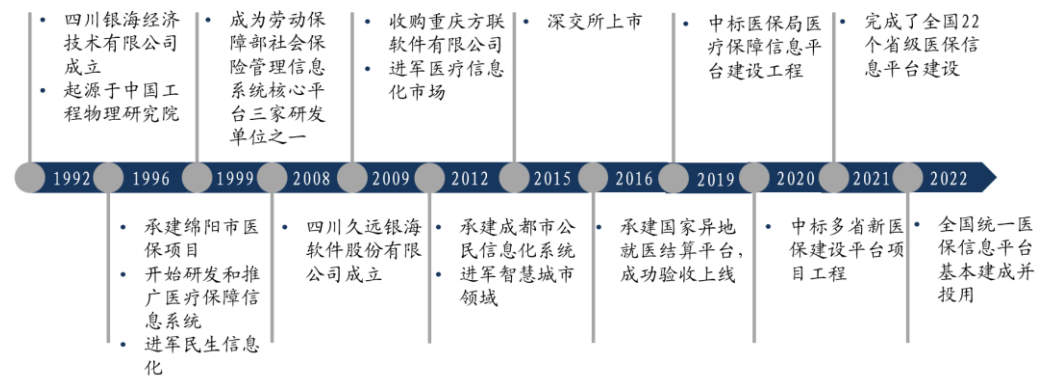 • 四川银海经济
技术有限公司
成立
• 起源于中国工
程物理研究院
• 成为劳动保
障部社会保
险管理信息
系统核心平
台三家研发
单位之一
• 收购重庆方联
软件有限公司
• 进军医疗信息
化市场
• 深交所上市
• 中标医保局医
疗保障信息平
台建设工程
• 完成了全国22
个省级医保信
息平台建设
1992 1996 1999 2008 2009 2012 2015 2016 2019 2020 2021 2022
• 承建绵阳市医
保项目
• 开始研发和推
广医疗保障信
息系统
• 进军民生信息
化
• 四川久远银海
软件股份有限
公司成立
• 承建成都市公
民信息化系统
• 进军智慧城市
领域
• 承建国家异地
就医结算平台，
成功验收上线
• 中标多省新医
保建设平台项
目工程
• 全国统一医
保信息平台
基本建成并
投用